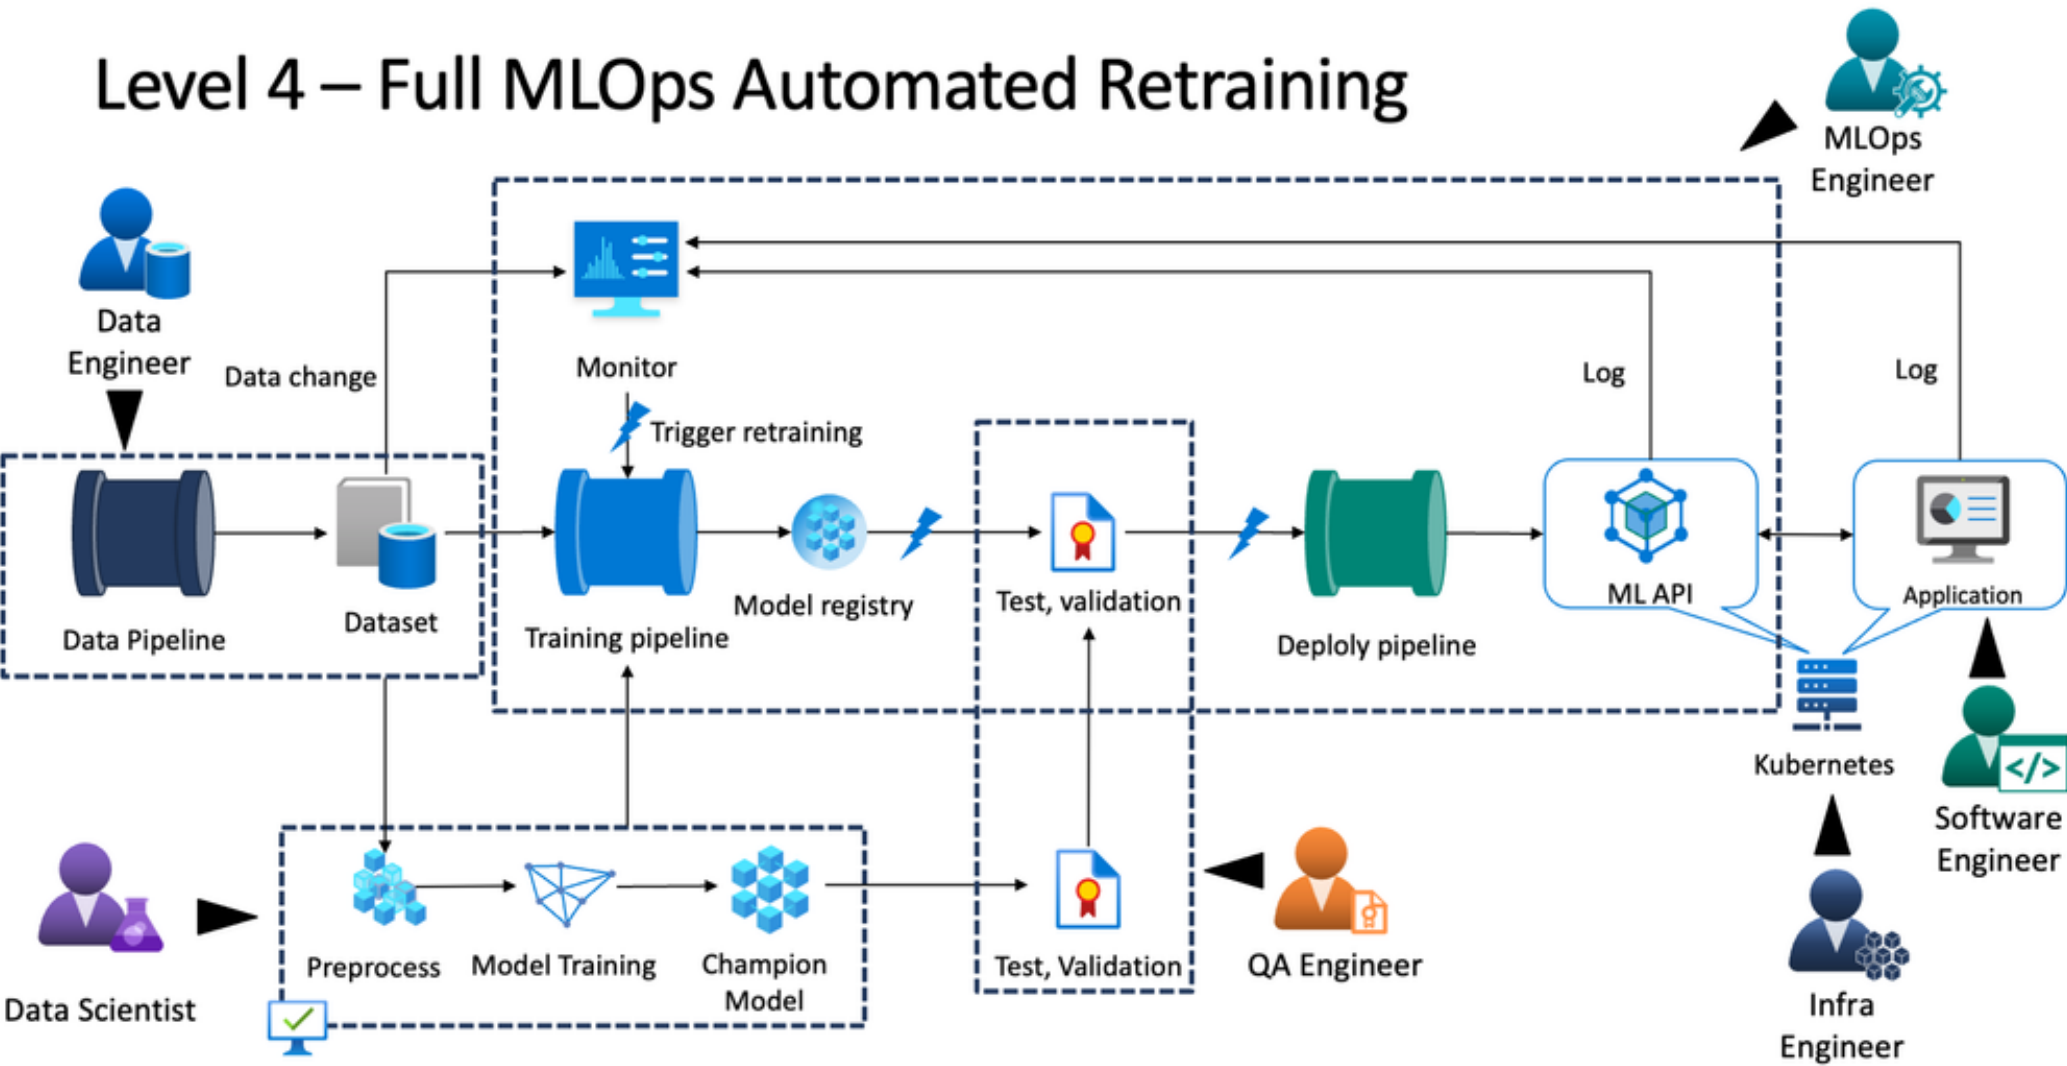 Level 4 – Full MLOps Automated Retraining
MLOps
Engineer
Data
Engineer
Data change
Monitor
Log
Log
Trigger retraining
Data Pipeline
Dataset
Training pipeline
Model registry
Test, validation
Deploly pipeline
ML API
Application
Kubernetes
</>
Software
Engineer
Data Scientist
Preprocess
Model Training
Champion
Model
Test, Validation
QA Engineer
Infra
Engineer